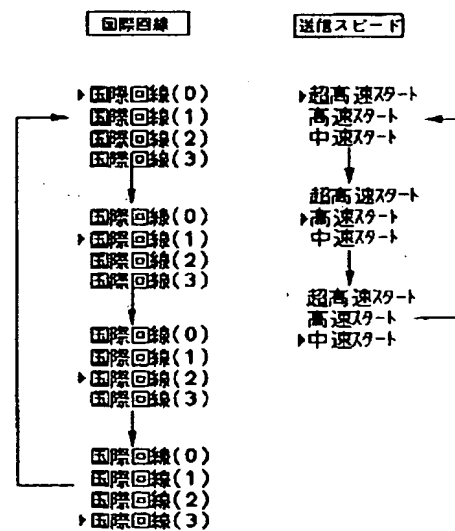 国際回線
▶国際回線(0)
国際回線(1)
国際回線(2)
国際回線(3)
国際回線(0)
▶国際回線(1)
国際回線(2)
国際回線(3)
国際回線(0)
国際回線(1)
▶国際回線(2)
国際回線(3)
国際回線(0)
国際回線(1)
国際回線(2)
▶国際回線(3)
送信スピード
▶超高速スタート
高速スタート
中速スタート
超高速スタート
▶高速スタート
中速スタート
超高速スタート
高速スタート
▶中速スタート